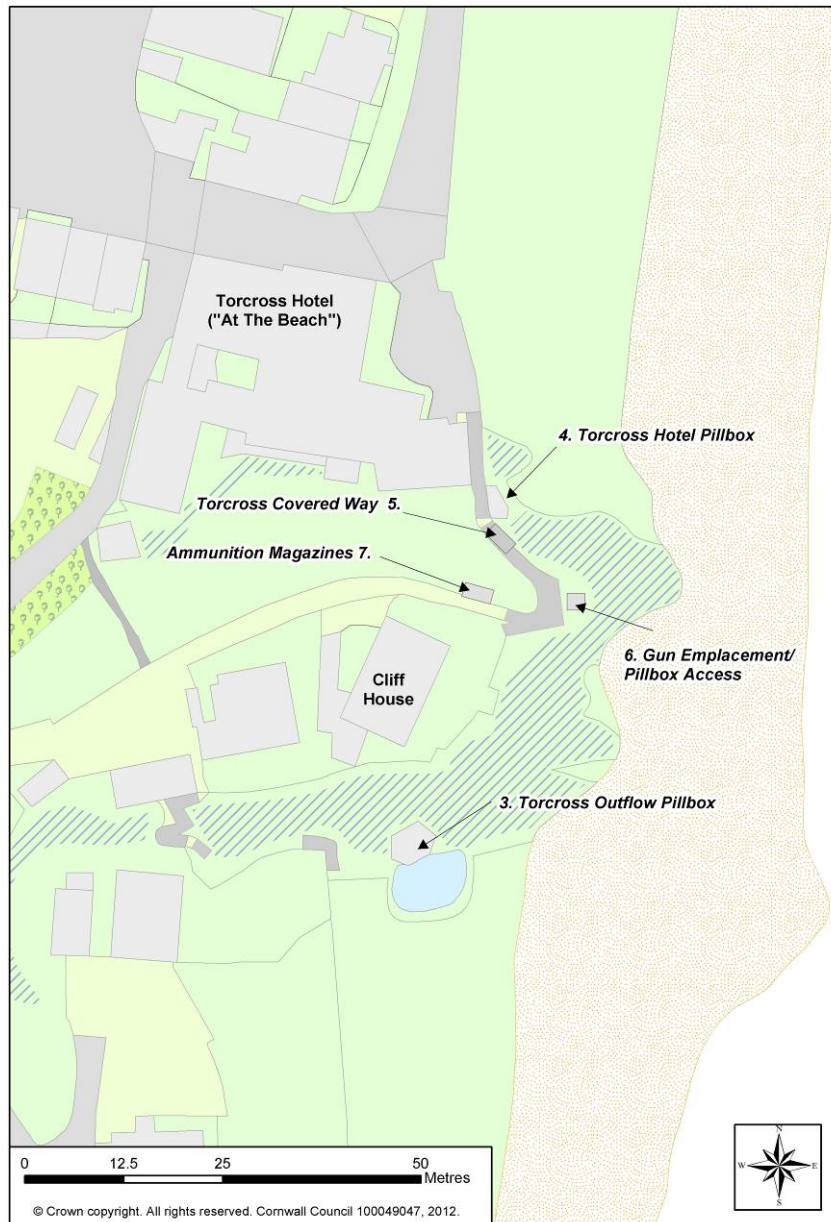 Torcross Hotel
("At The Beach")
4. Torcross Hotel Pillbox
Torcross Covered Way 5.
Ammunition Magazines 7.
6. Gun Emplacement/
Pillbox Access
Cliff
House
3. Torcross Outflow Pillbox
N
W E
S
0 12.5 25 50
Metres
© Crown copyright. All rights reserved. Cornwall Council 100049047, 2012.